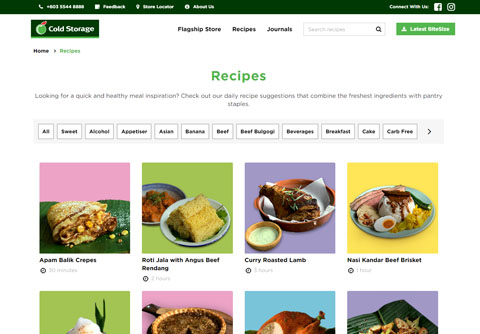 +603 5544 8888 Feedback Store Locator About Us Connect With Us:
Cold Storage Flagship Store Recipes Journals Search recipes Latest BiteSize
Home > Recipes
Recipes
Looking for a quick and healthy meal inspiration? Check out our daily recipe suggestions that combine the freshest ingredients with pantry
staples.
All Sweet Alcohol Appetiser Asian Banana Beef Beef Bulgogi Beverages Breakfast Cake Carb Free
Apam Balik Crepes
30 minutes
Roti Jala with Angus Beef
Rendang
2 hours
Curry Roasted Lamb
3 hours
Nasi Kandar Beef Brisket
1 hour